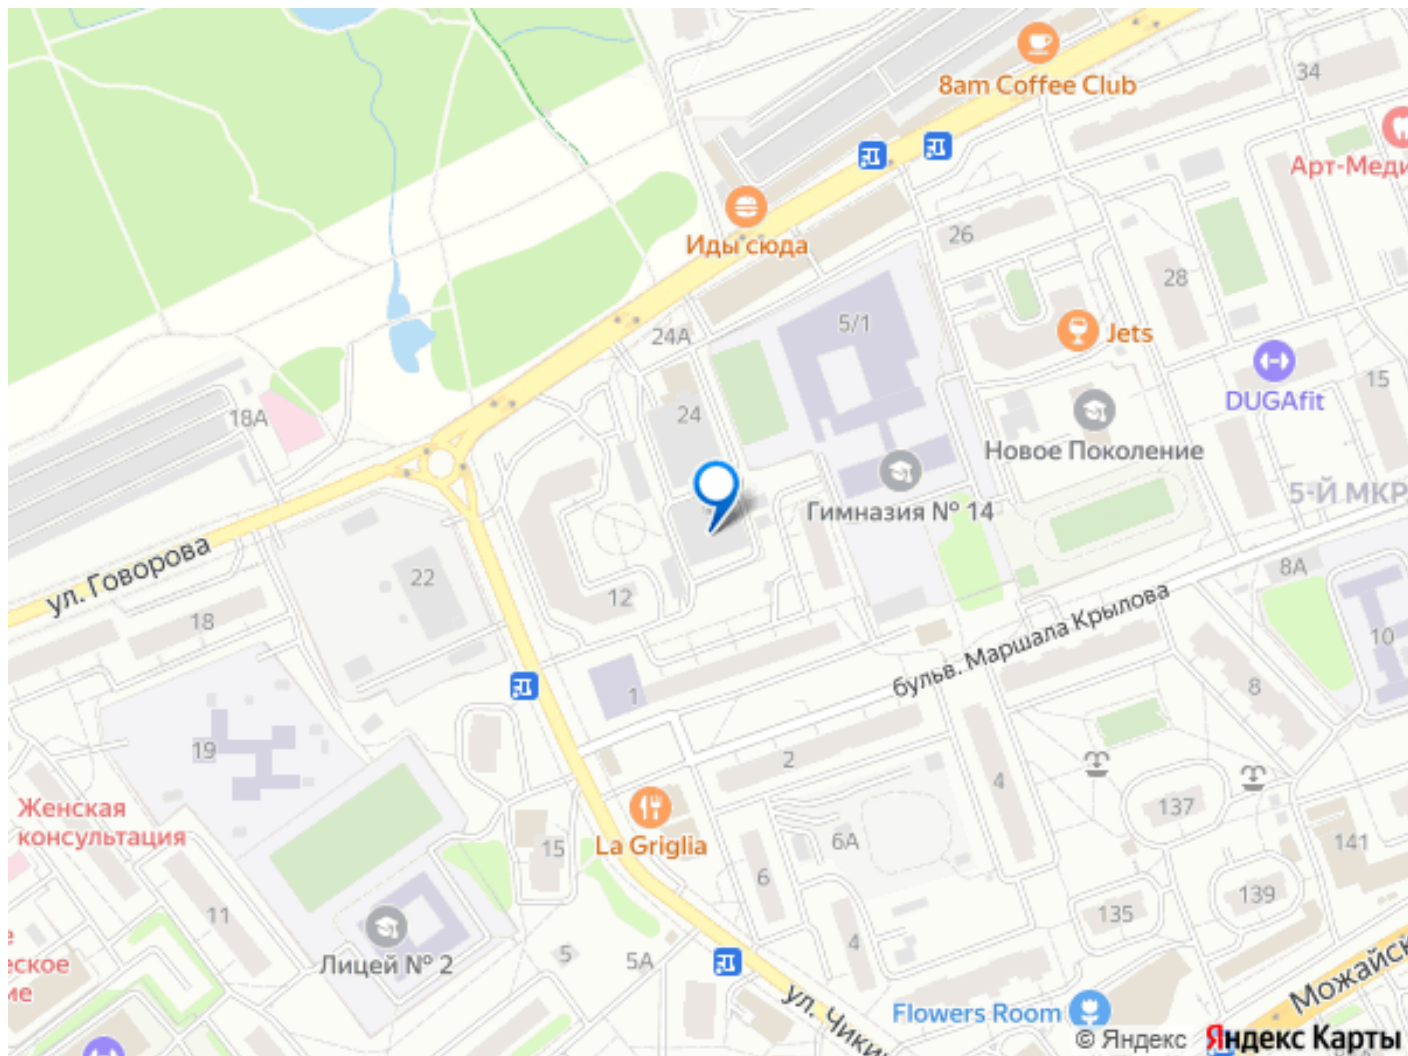 8am Coffee Club
34
Арт-Меди
26
Иды сюда
28
5/1
24А
Jets
15
DUGAfit
18А
24
Новое Поколение
5-Й МКР
Гимназия № 14
ул. Говорова
22
8А
12
18
бульв. Маршала Крылова
10
1
8
19
2
4
137
Женская
консультация
La Griglia
15
6А
141
6
139
11
135
4
5
5А
Лицей № 2
е
еское
ие
ул. Чики
Flowers Room
Можайск
© Яндекс
Яндекс Карты